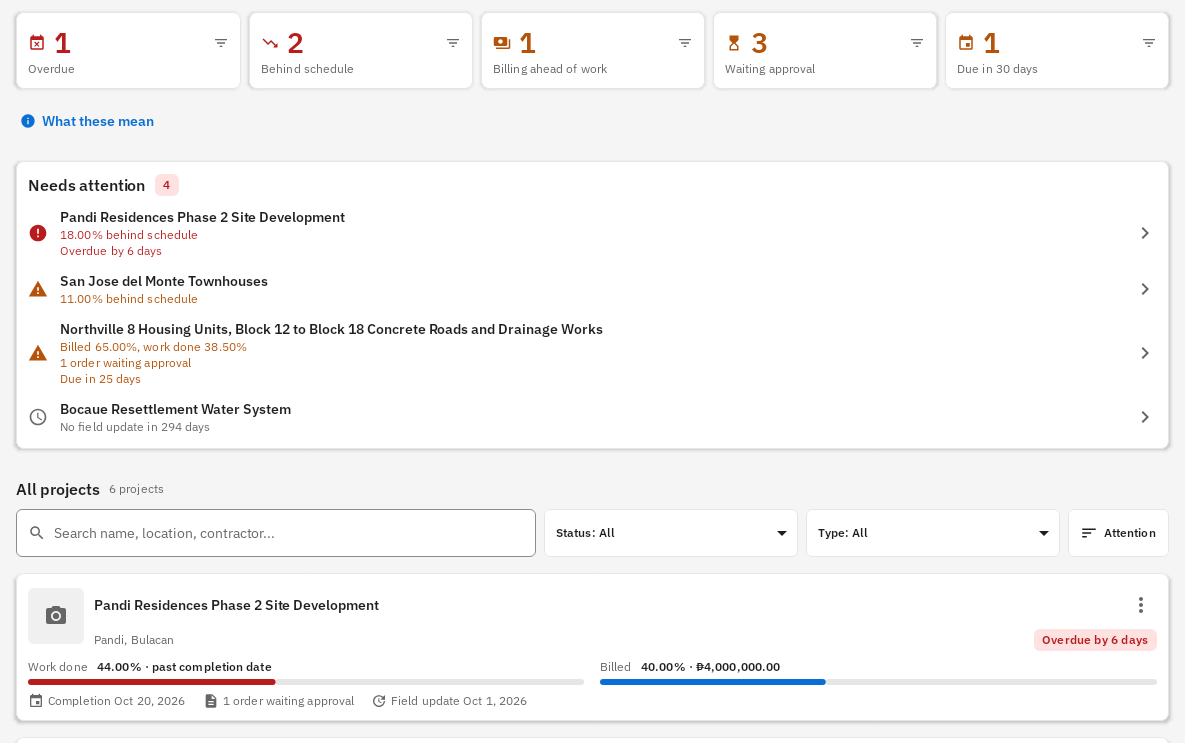 1
Overdue
2
Behind schedule
1
Billing ahead of work
3
Waiting approval
1
Due in 30 days
What these mean
Needs attention 4
Pandi Residences Phase 2 Site Development
18.00% behind schedule
Overdue by 6 days
San Jose del Monte Townhouses
11.00% behind schedule
Northville 8 Housing Units, Block 12 to Block 18 Concrete Roads and Drainage Works
Billed 65.00%, work done 38.50%
1 order waiting approval
Due in 25 days
Bocaue Resettlement Water System
No field update in 294 days
All projects 6 projects
Search name, location, contractor...
Status: All
Type: All
Attention
Pandi Residences Phase 2 Site Development
Pandi, Bulacan
Overdue by 6 days
Work done 44.00% · past completion date
Billed 40.00% · ₱4,000,000.00
Completion Oct 20, 2026 1 order waiting approval Field update Oct 1, 2026